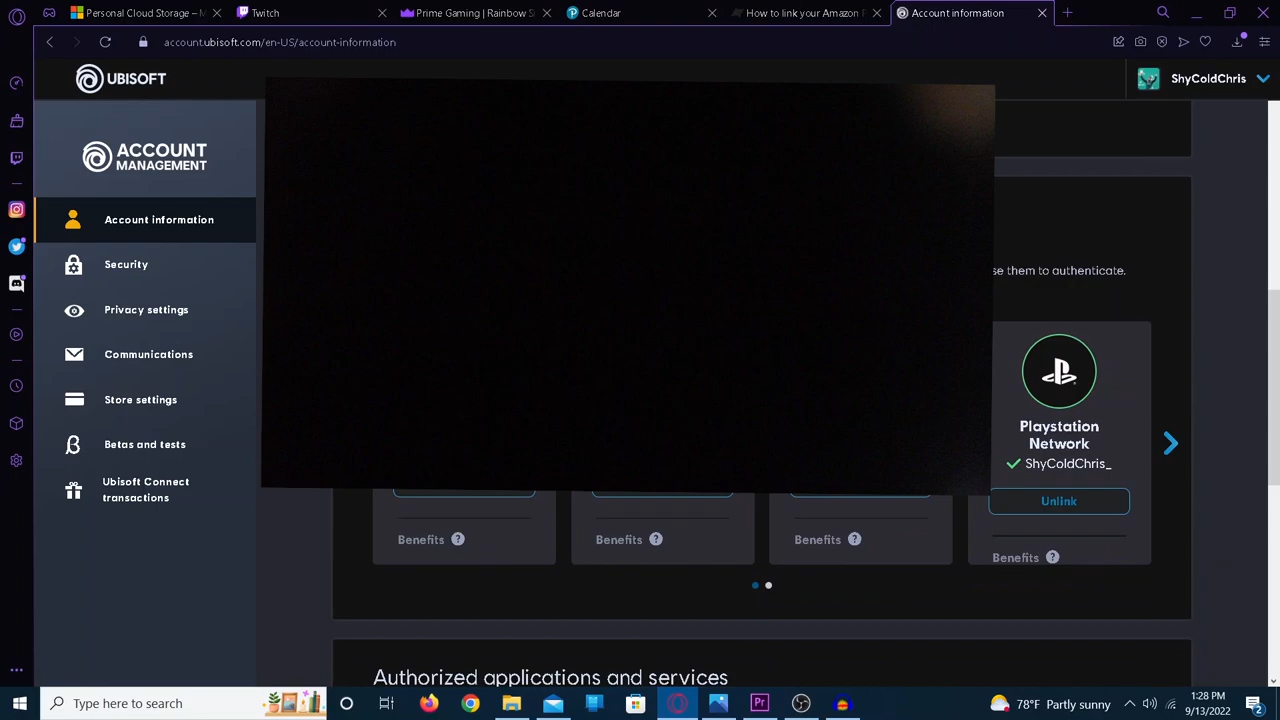 Personal Cloud Storage – M
Twitch
Prime Gaming | Rainbow Si
Calendar
How to link your Amazon P
Account information
account.ubisoft.com/en-US/account-information
UBISOFT
ShyColdChris
ACCOUNT
MANAGEMENT
Account information
Security
Privacy settings
Communications
Store settings
Betas and tests
Ubisoft Connect
transactions
se them to authenticate.
Playstation
Network
ShyColdChris_
Unlink
Benefits ?
Benefits ?
Benefits ?
Benefits ?
Authorized applications and services
Type here to search
78°F Partly sunny
1:28 PM
9/13/2022
2